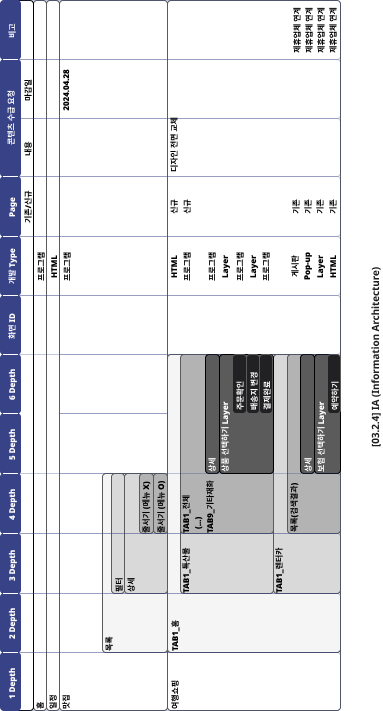 1 Depth 2 Depth 3 Depth 4 Depth 5 Depth 6 Depth 화면 ID 개발 Type Page 콘텐츠 수급 요청 비고
기존/신규 내용 마감일
홈 프로그램
일정 HTML
맛집 프로그램 2024.04.28
목록
필터
상세
줄서기 (메뉴 X)
줄서기 (메뉴 O)
여행쇼핑 TAB1_홈 HTML 신규 디자인 전면 교체
TAB1_특산물 TAB1_전체 프로그램 신규
(...)
TAB9_기타재화 상세 프로그램
상품 선택하기 Layer Layer
주문확인 프로그램
배송지 변경 Layer
결제완료 프로그램
TAB1_렌터카
목록(검색결과) 게시판 기존 제휴업체 연계
상세 Pop-up 기존 제휴업체 연계
보험 선택하기 Layer Layer 기존 제휴업체 연계
예약하기 HTML 기존 제휴업체 연계
[03.2.4] IA (Information Architecture)